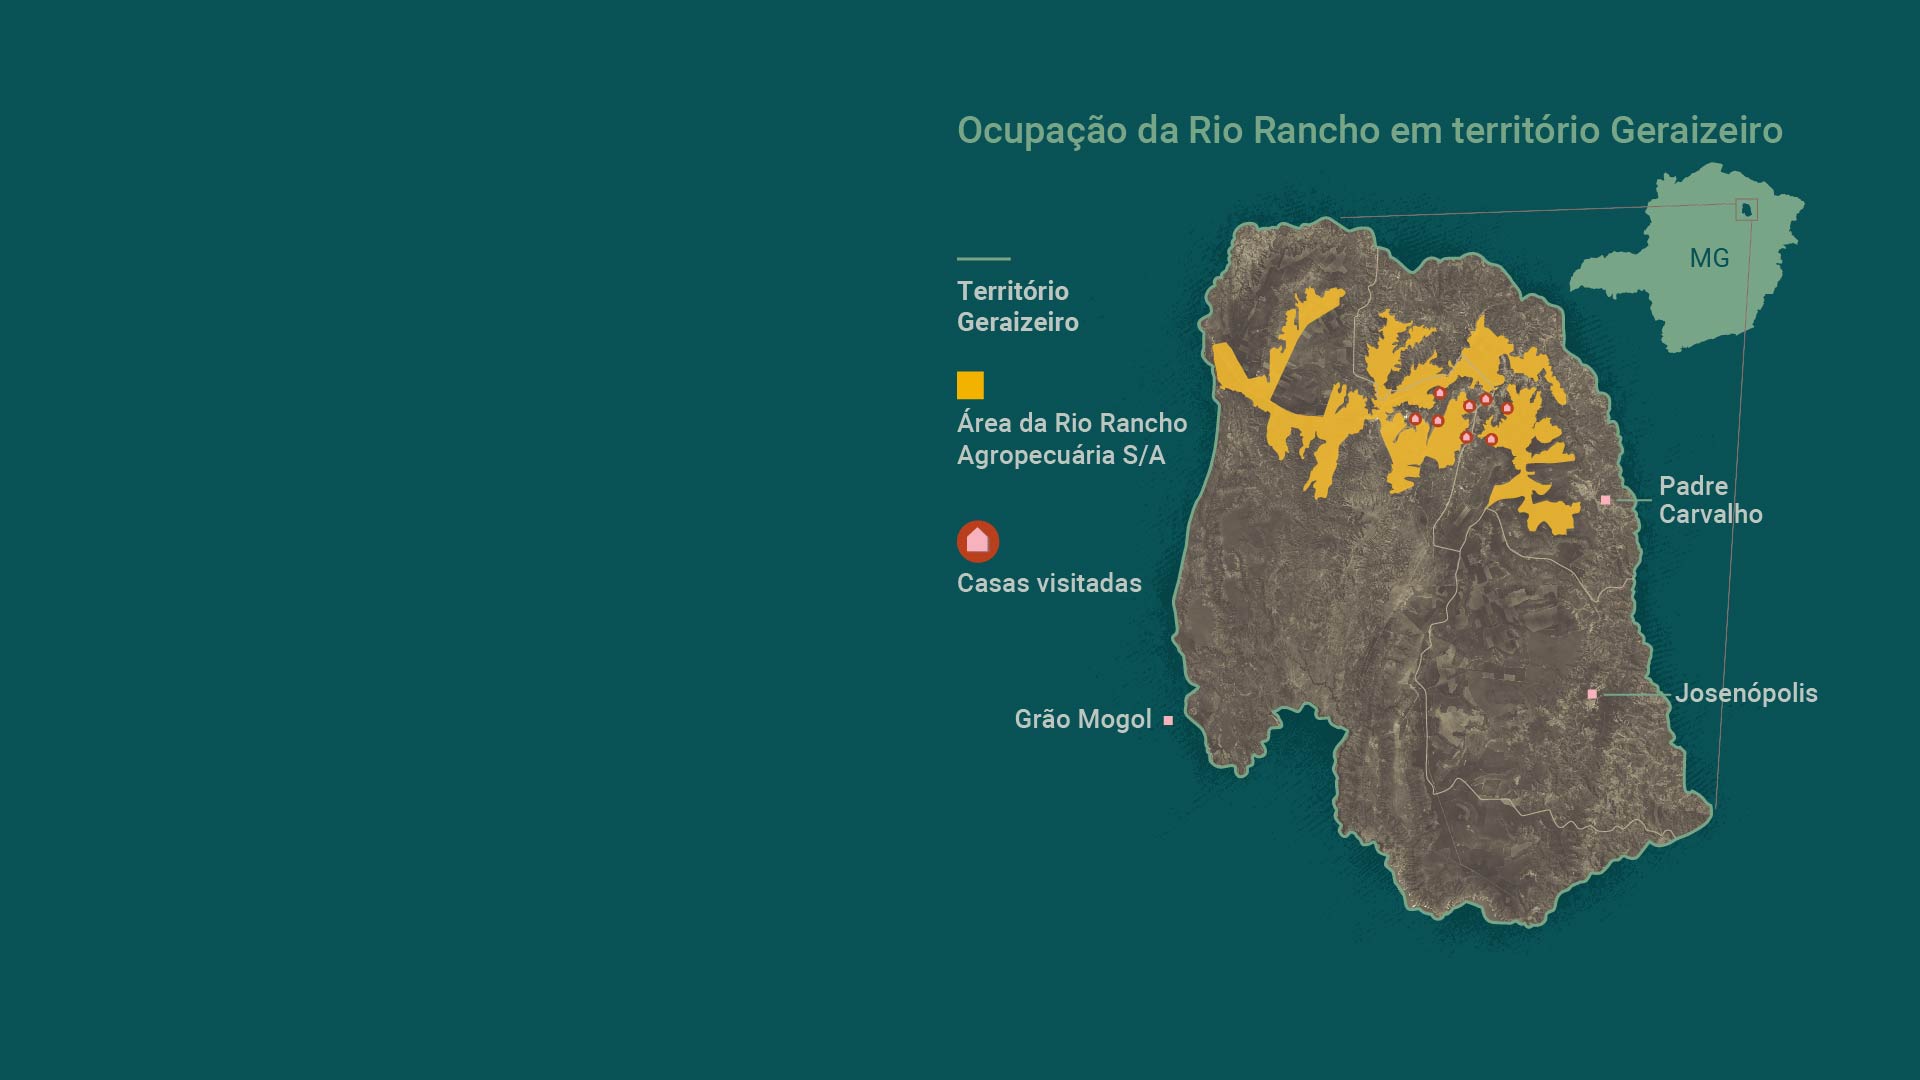 Ocupação da Rio Rancho em território Geraizeiro
MG
Território
Geraizeiro
Área da Rio Rancho
Agropecuária S/A
Casas visitadas
Padre
Carvalho
Josenópolis
Grão Mogol